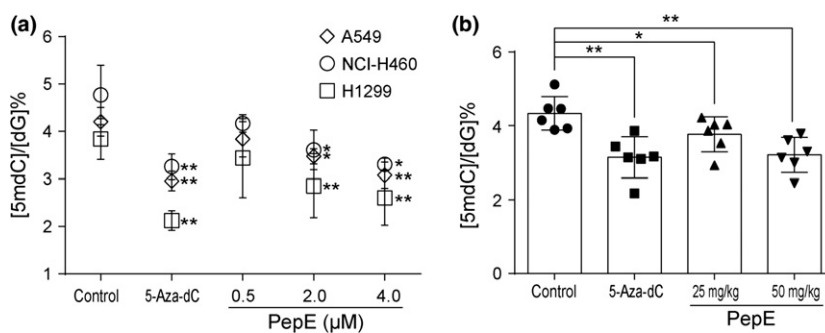 (a)
[5mdC]/[dG]%
6
5
4
3
2
1
A549
NCI-H460
H1299
**
**
**
*
*
**
*
**
**
Control 5-Aza-dC 0.5 2.0 4.0
PepE (μM)
(b)
[5mdC]/[dG]%
6
4
2
0
**
*
**
Control 5-Aza-dC 25 mg/kg 50 mg/kg
PepE